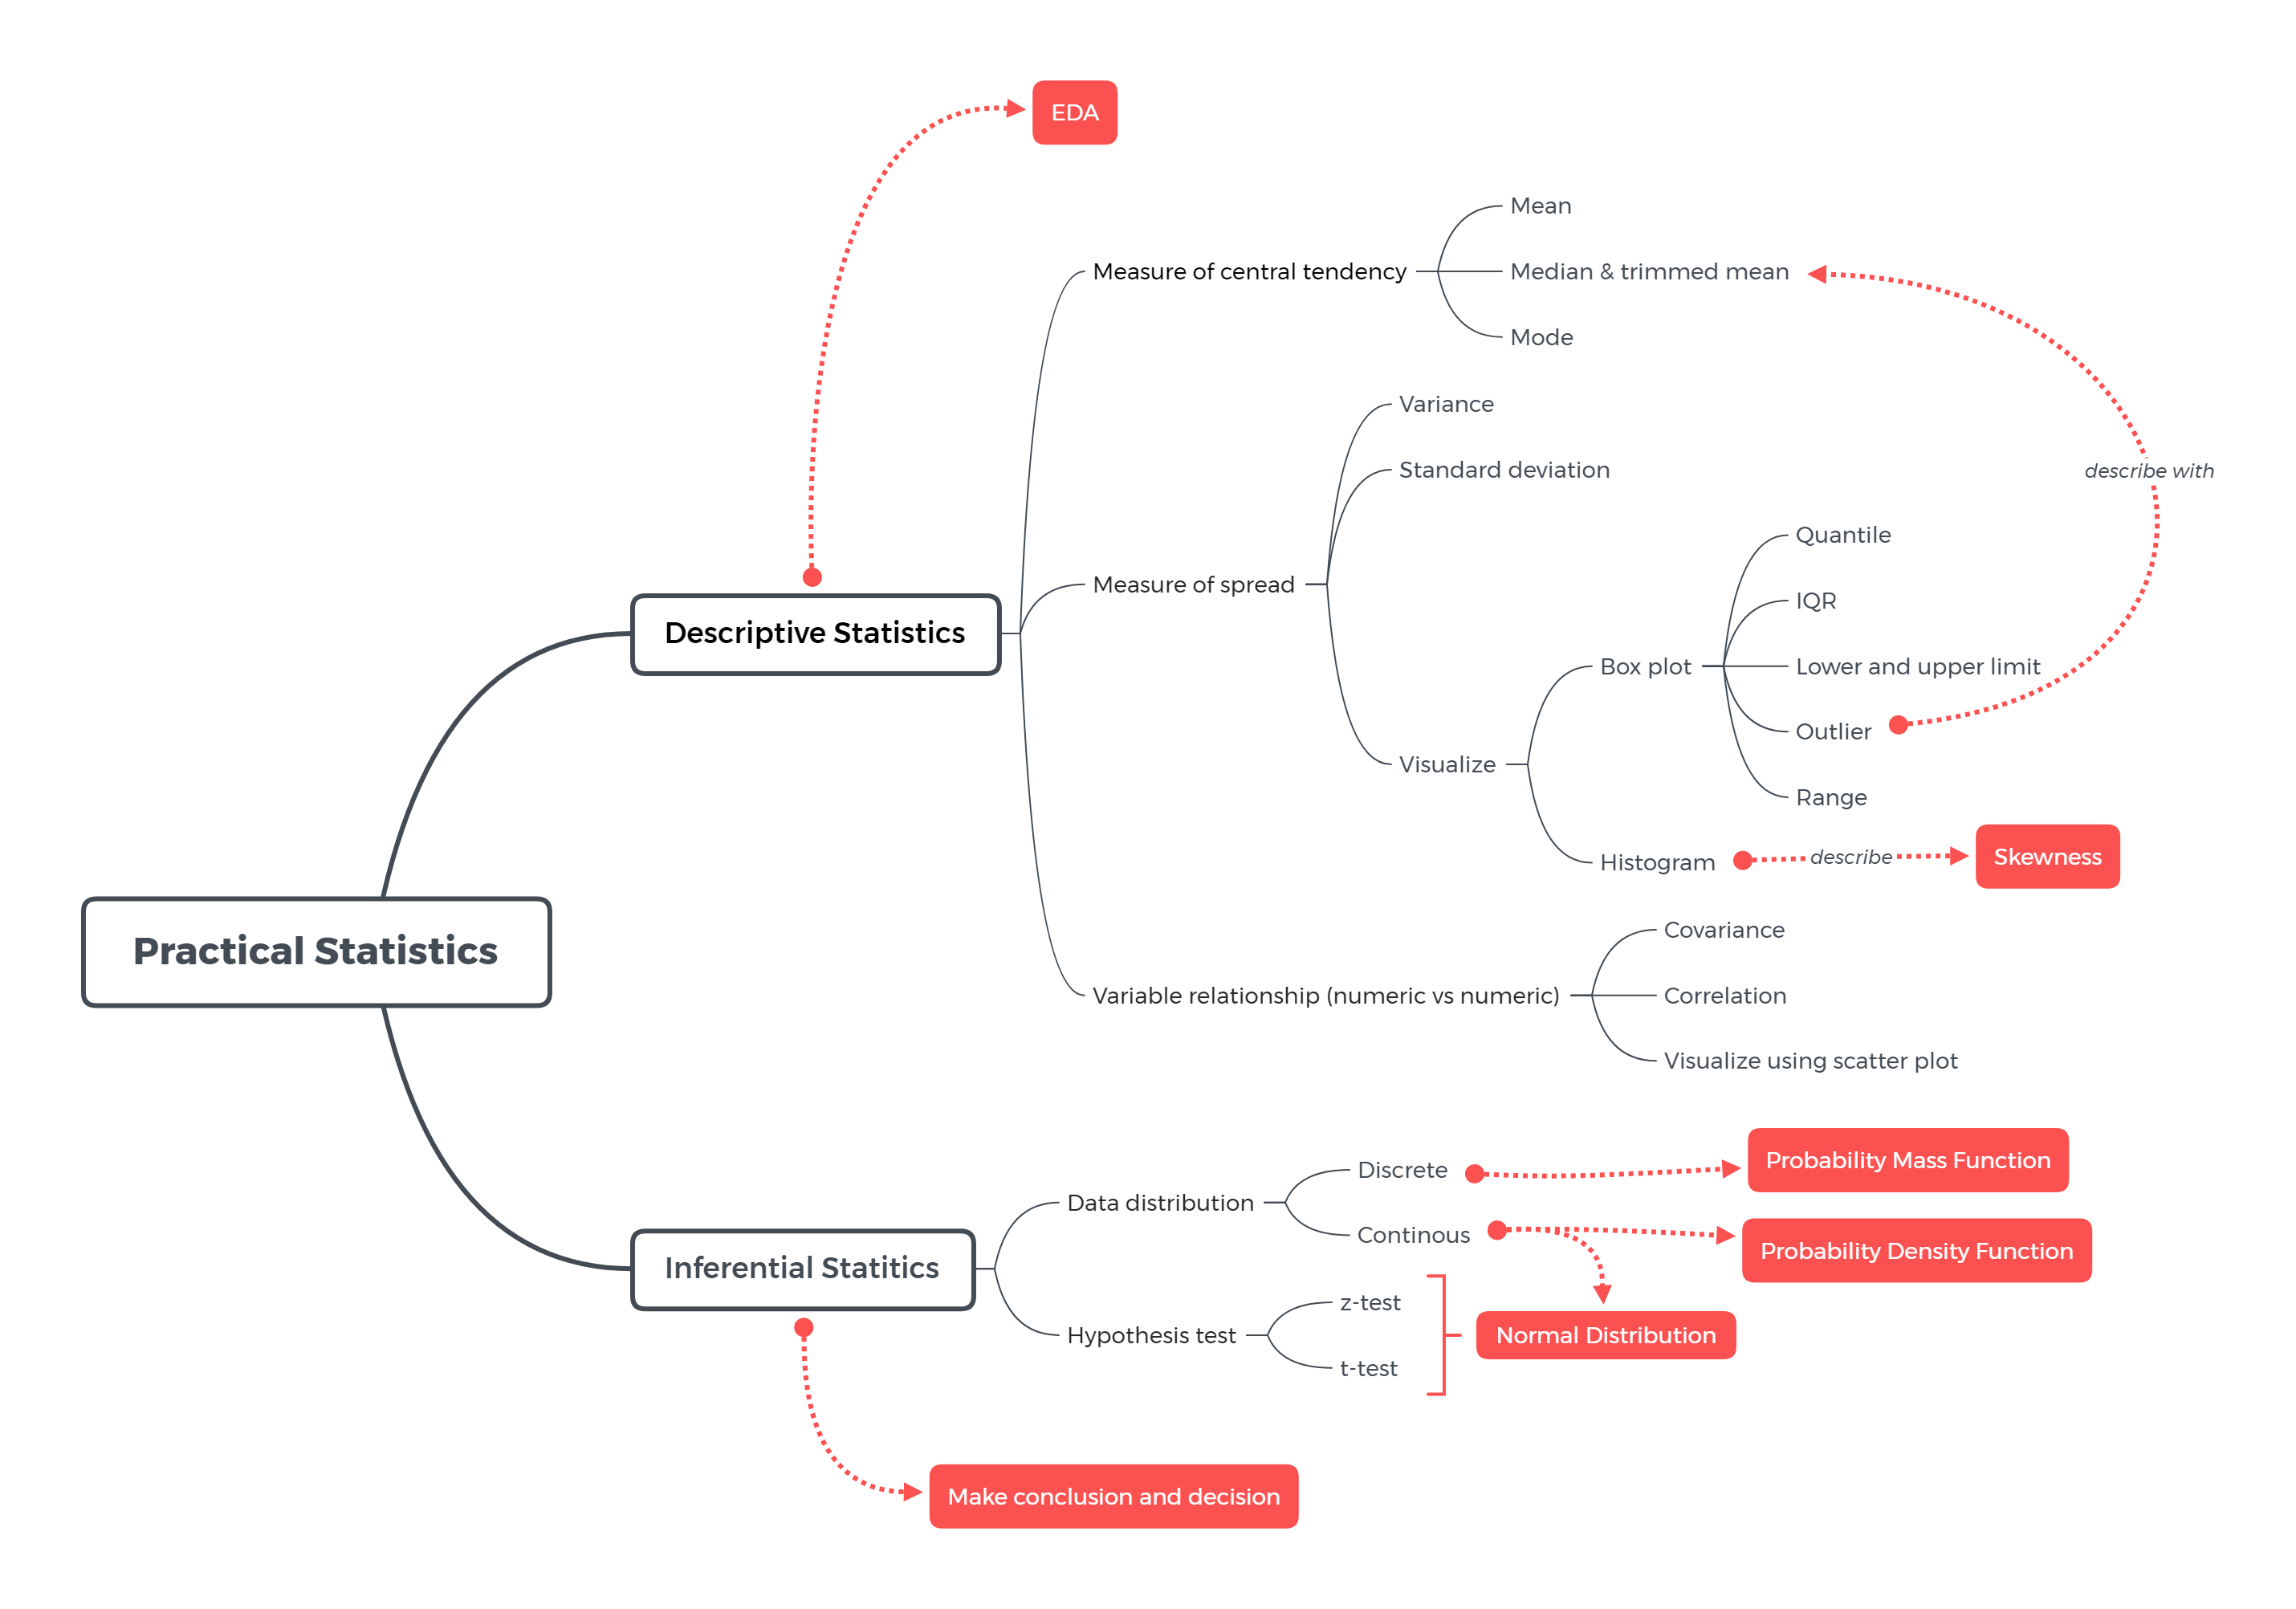 EDA
Mean
Measure of central tendency
Median & trimmed mean
Mode
Variance
Standard deviation
describe with
Quantile
Measure of spread
IQR
Descriptive Statistics
Box plot
Lower and upper limit
Outlier
Visualize
Range
Histogram
describe
Skewness
Covariance
Practical Statistics
Variable relationship (numeric vs numeric)
Correlation
Visualize using scatter plot
Discrete
Probability Mass Function
Data distribution
Continous
Probability Density Function
Inferential Statitics
z-test
Hypothesis test
Normal Distribution
t-test
Make conclusion and decision